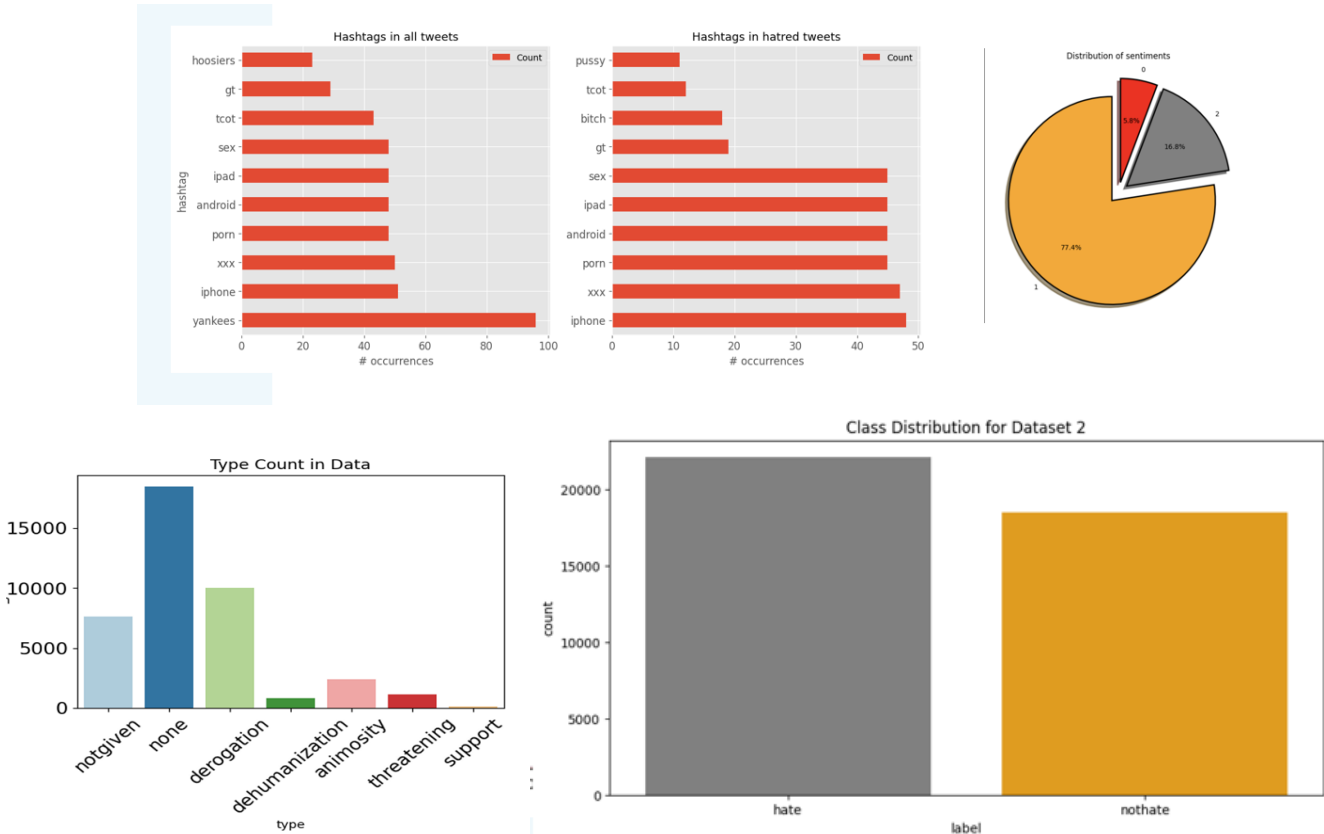 Hashtags in all tweets
Count
hoosiers
gt
tcot
sex
ipad
android
porn
xxx
iphone
yankees
hashtag
0 20 40 60 80 100
# occurrences
Hashtags in hatred tweets
Count
pussy
tcot
bitch
gt
sex
ipad
android
porn
xxx
iphone
0 10 20 30 40 50
# occurrences
Distribution of sentiments
0
5.8%
2
16.8%
77.4%
1
Type Count in Data
15000
10000
5000
0
notgiven
none
derogation
dehumanization
animosity
threatening
support
type
Class Distribution for Dataset 2
20000
15000
10000
5000
0
count
hate nothate
label